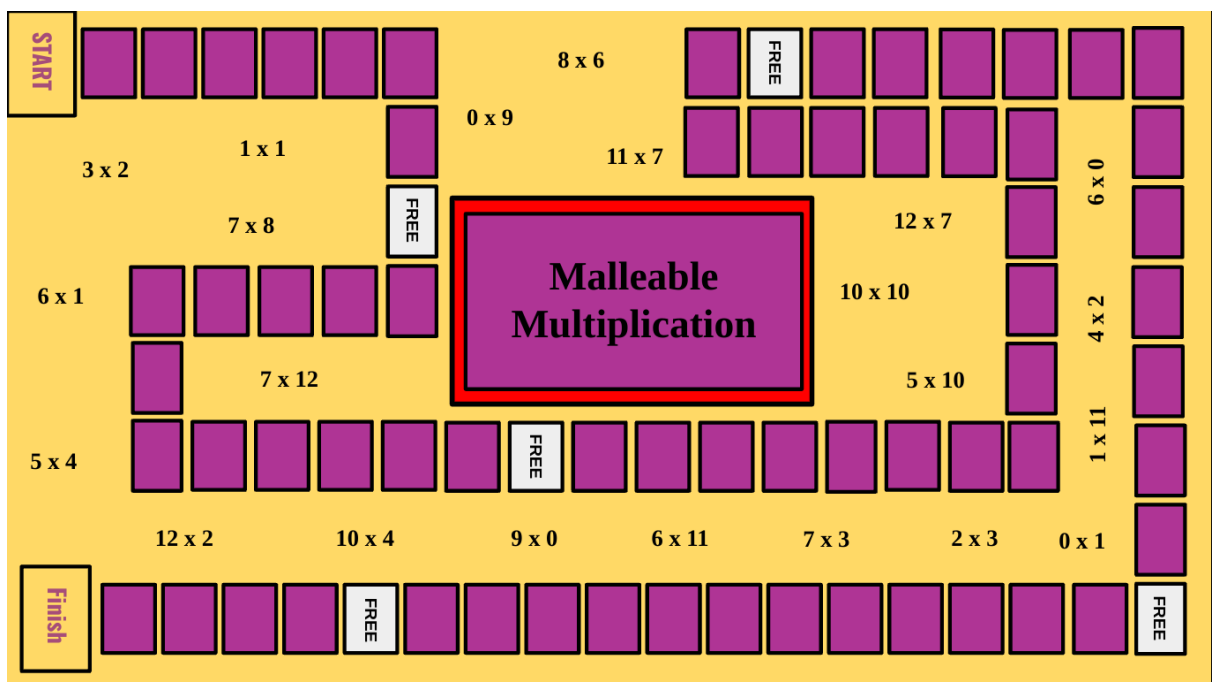 START
FREE
8 x 6
0 x 9
11 x 7
1 x 1
3 x 2
6 x 0
FREE
7 x 8
12 x 7
Malleable
Multiplication
6 x 1
10 x 10
4 x 2
7 x 12
5 x 10
1 x 11
5 x 4
FREE
12 x 2
10 x 4
9 x 0
6 x 11
7 x 3
2 x 3
0 x 1
Finish
FREE
FREE